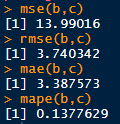 > mse(b,c)
[1] 13.99016
> rmse(b,c)
[1] 3.740342
> mae(b,c)
[1] 3.387573
> mape(b,c)
[1] 0.1377629